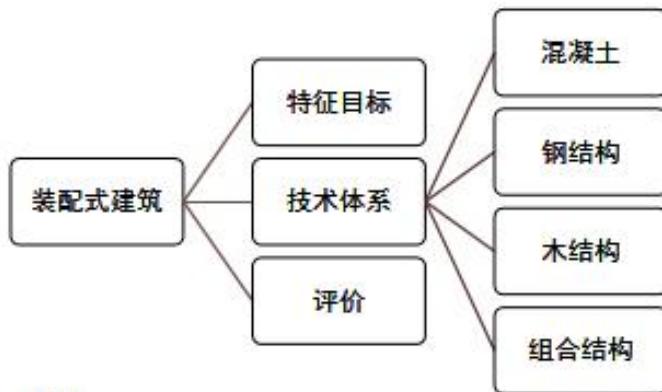 装配式建筑
特征目标
技术体系
评价
混凝土
钢结构
木结构
组合结构